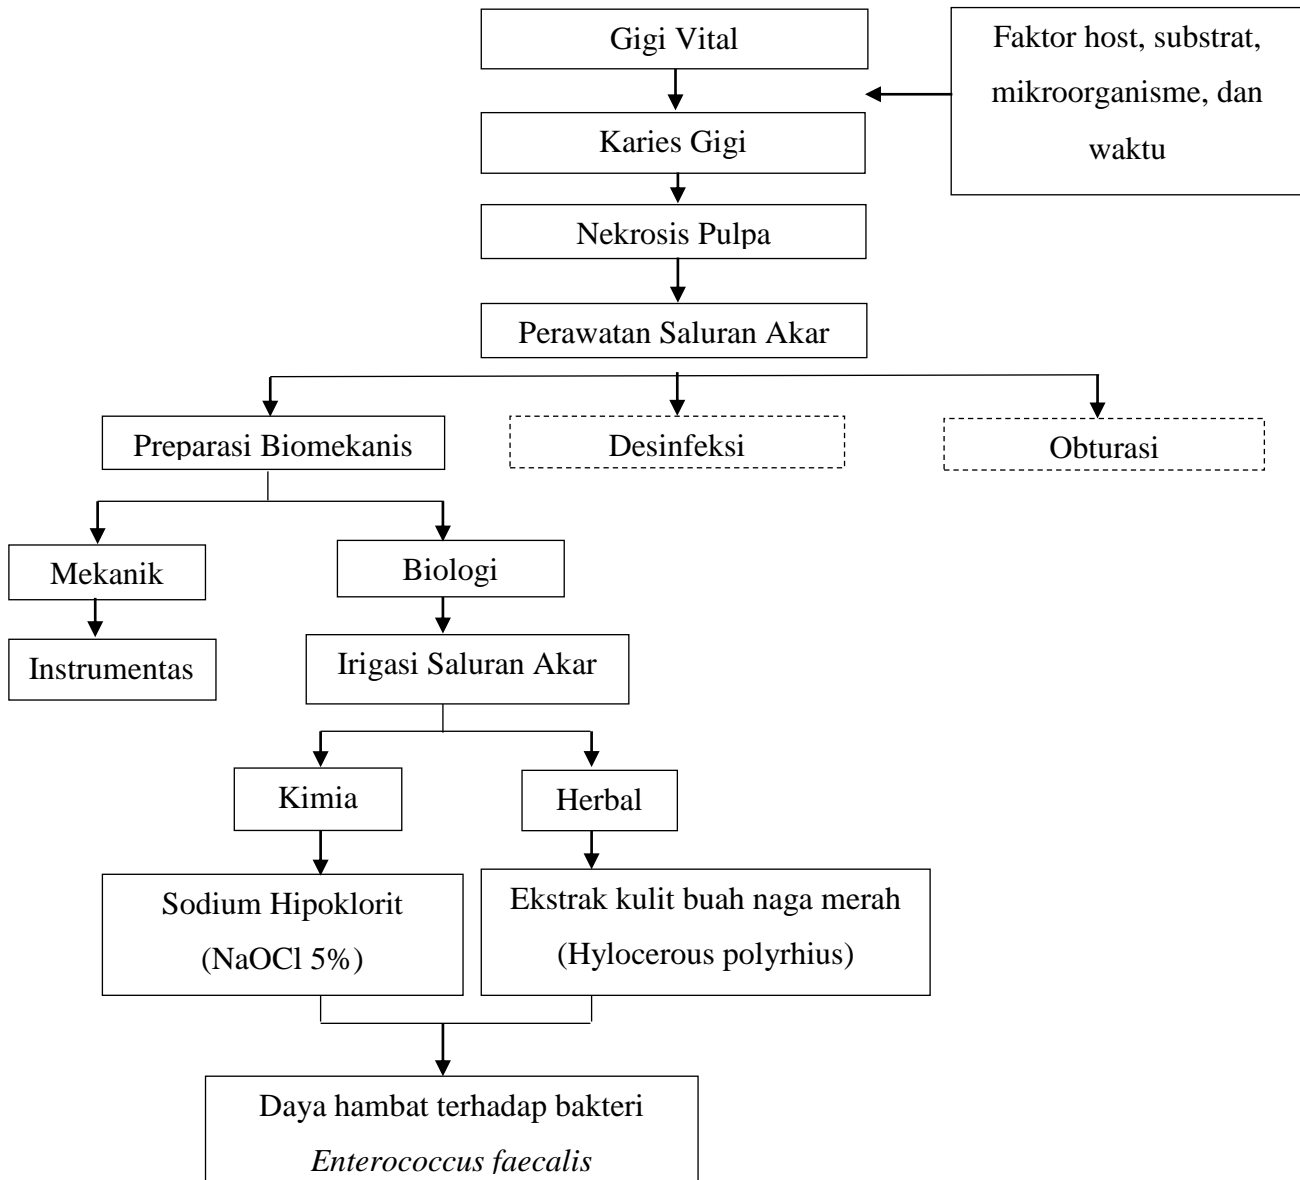 Gigi Vital
Faktor host, substrat,
mikroorganisme, dan
waktu
Karies Gigi
Nekrosis Pulpa
Perawatan Saluran Akar
Preparasi Biomekanis
Desinfeksi
Obturasi
Mekanik
Biologi
Instrumentas
Irigasi Saluran Akar
Kimia
Herbal
Sodium Hipoklorit
(NaOCl 5%)
Ekstrak kulit buah naga merah
(Hylocerous polyrhius)
Daya hambat terhadap bakteri
Enterococcus faecalis